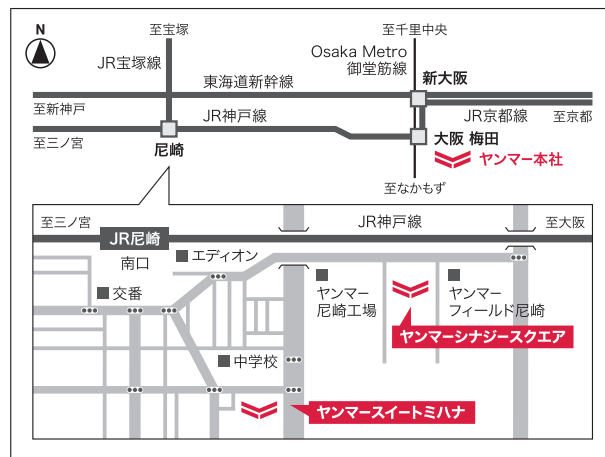 N
至宝塚
至千里中央
JR宝塚線
Osaka Metro
御堂筋線
東海道新幹線
新大阪
至新神戸
JR神戸線
JR京都線
至京都
至三ノ宮
尼崎
大阪 梅田
ヤンマー本社
至なかもず
至三ノ宮
JR尼崎
JR神戸線
至大阪
南口
エディオン
交番
ヤンマー
尼崎工場
ヤンマー
フィールド尼崎
ヤンマーシナジースクエア
中学校
ヤンマースイートミハナ